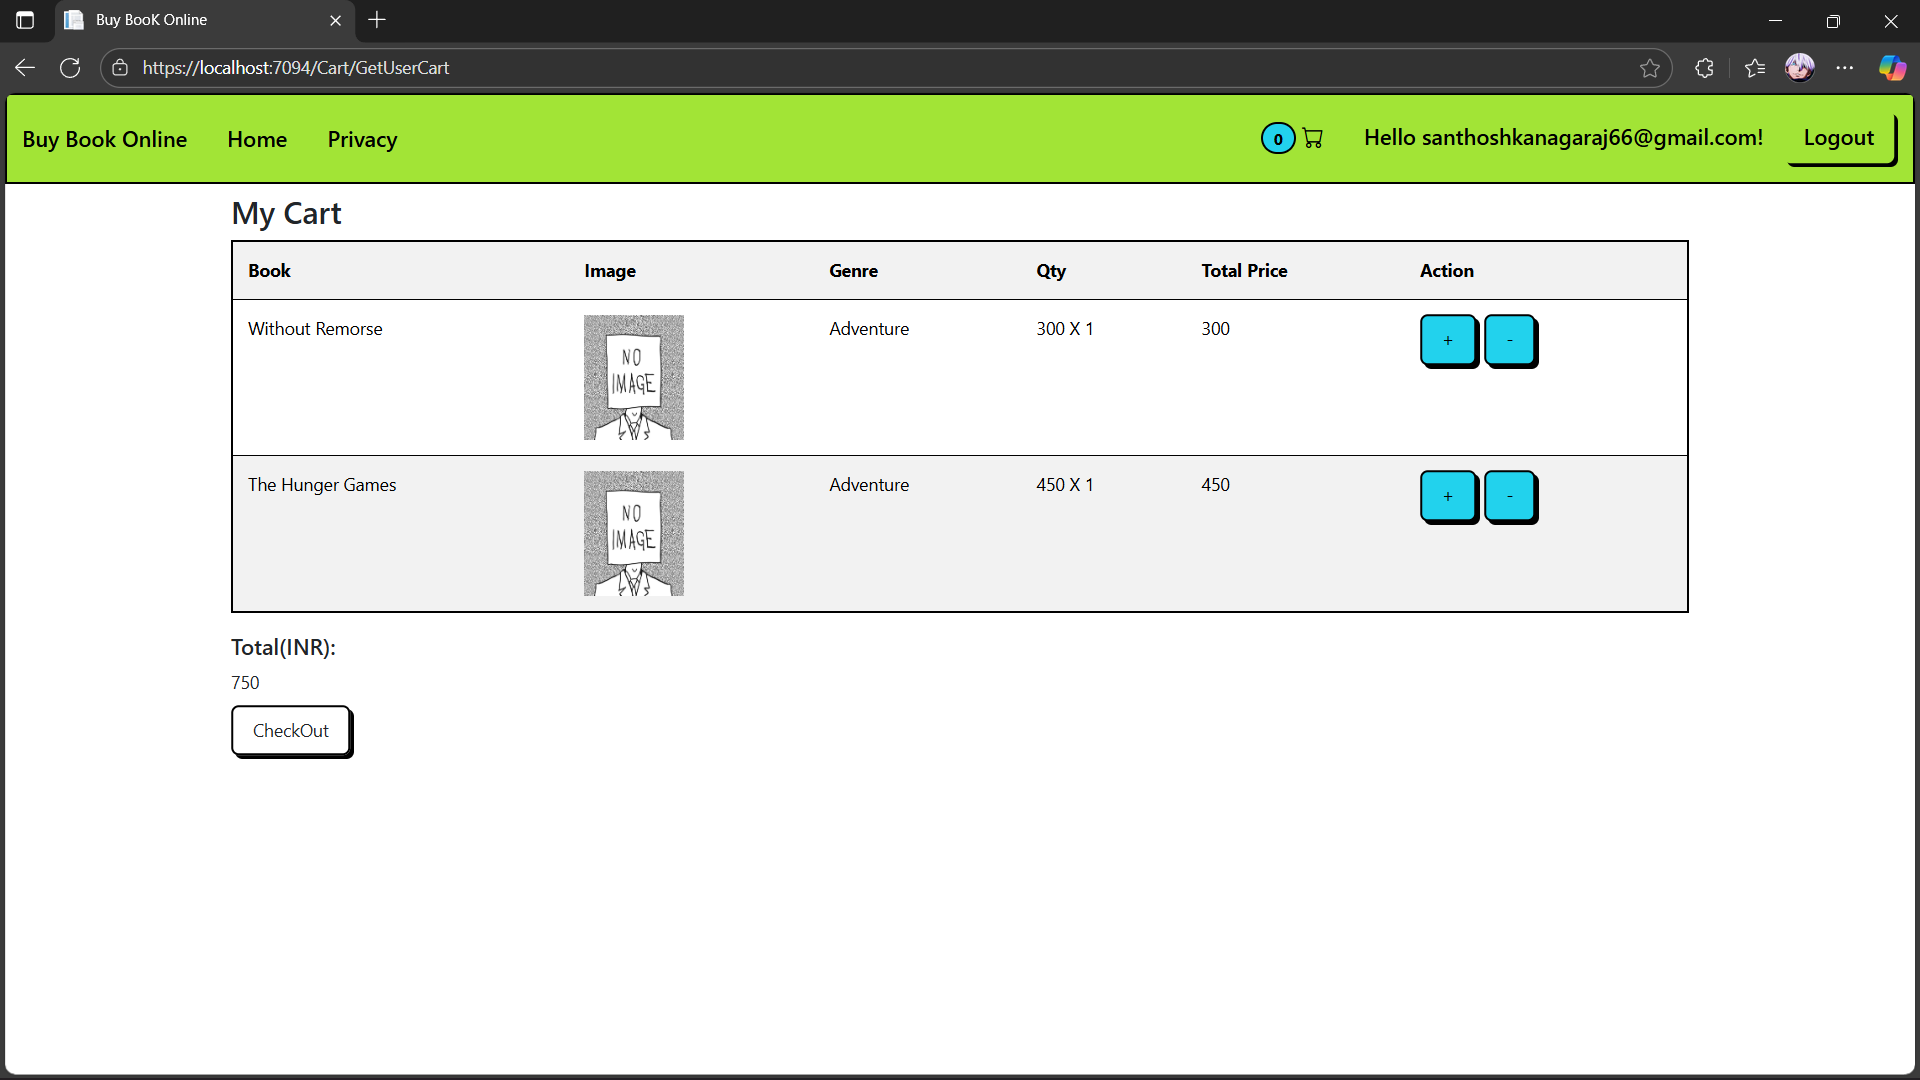 Buy BooK Online
https://localhost:7094/Cart/GetUserCart
Buy Book Online Home Privacy 0 Hello santhoshkanagaraj66@gmail.com! Logout
My Cart
Book Image Genre Qty Total Price Action
Without Remorse NO IMAGE Adventure 300 X 1 300 + -
The Hunger Games NO IMAGE Adventure 450 X 1 450 + -
Total(INR):
750
CheckOut